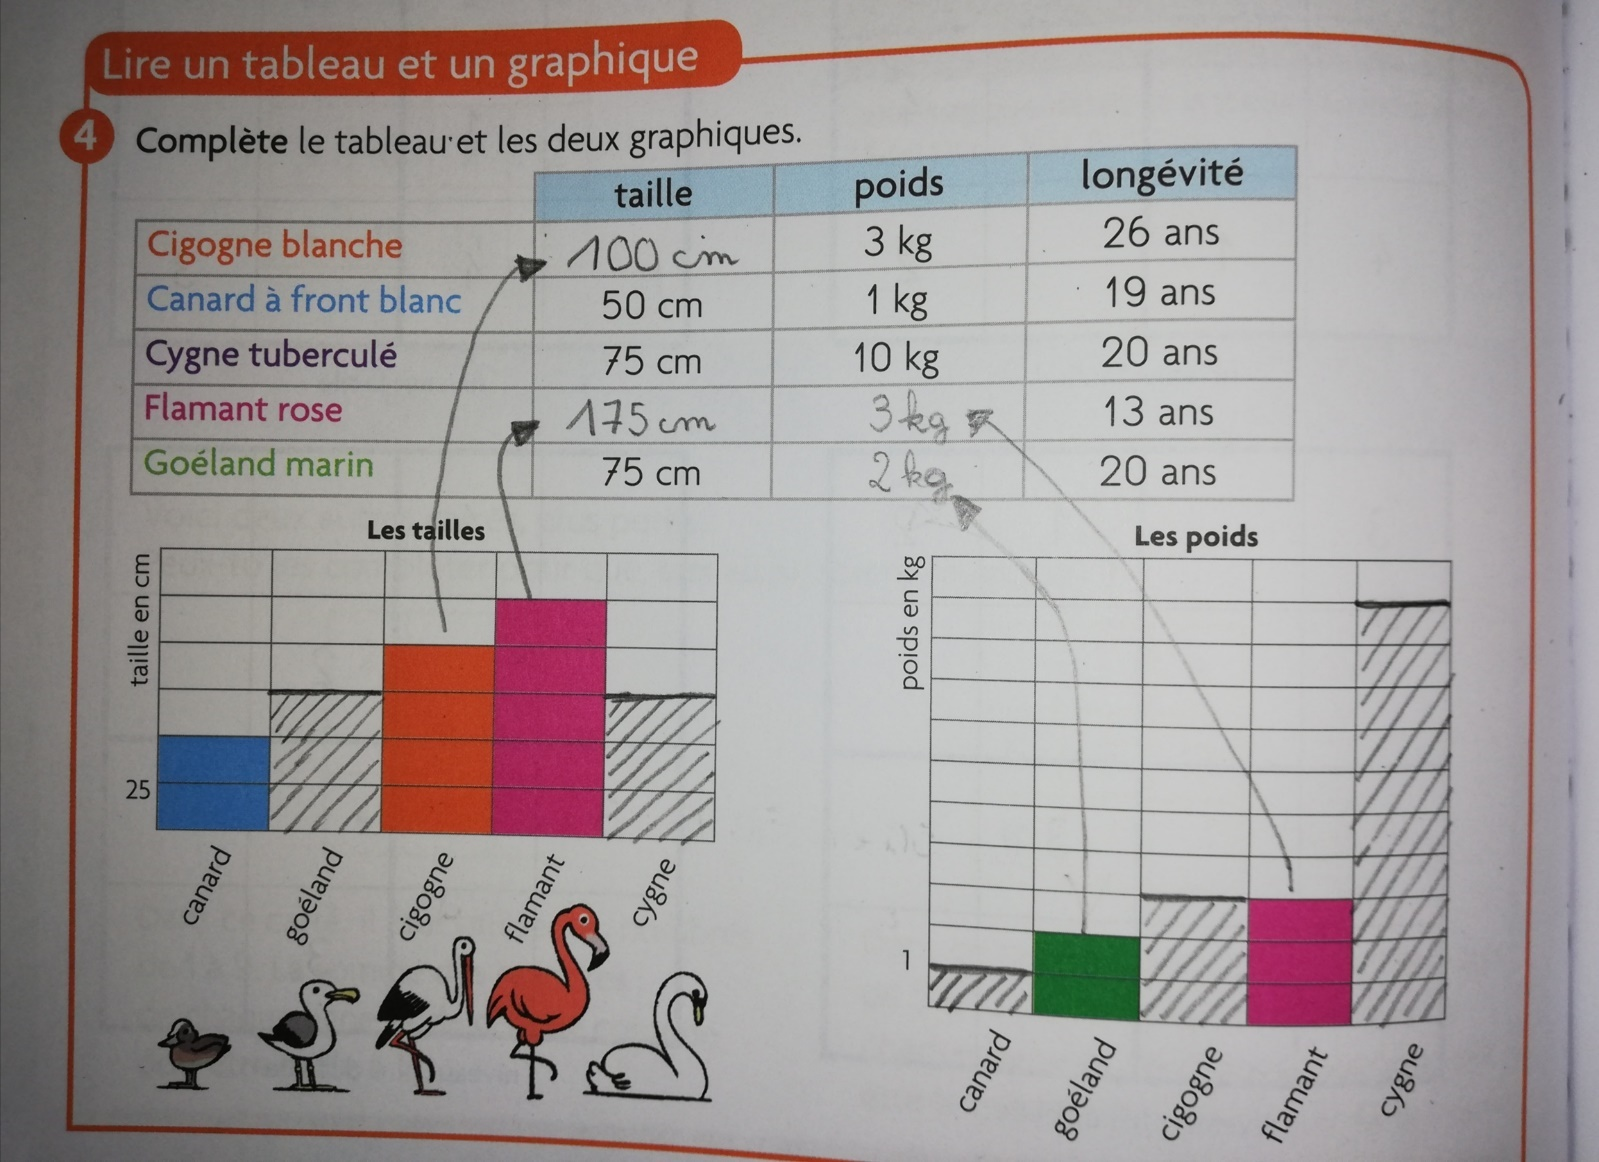 Lire un tableau et un graphique
4 Complète le tableau et les deux graphiques.
taille poids longévité
Cigogne blanche 100 cm 3 kg 26 ans
Canard à front blanc 50 cm 1 kg 19 ans
Cygne tuberculé 75 cm 10 kg 20 ans
Flamant rose 175 cm 3 kg 13 ans
Goéland marin 75 cm 2 kg 20 ans
Les tailles
taille en cm
25
canard goéland cigogne flamant cygne
Les poids
poids en kg
1
canard goéland cigogne flamant cygne